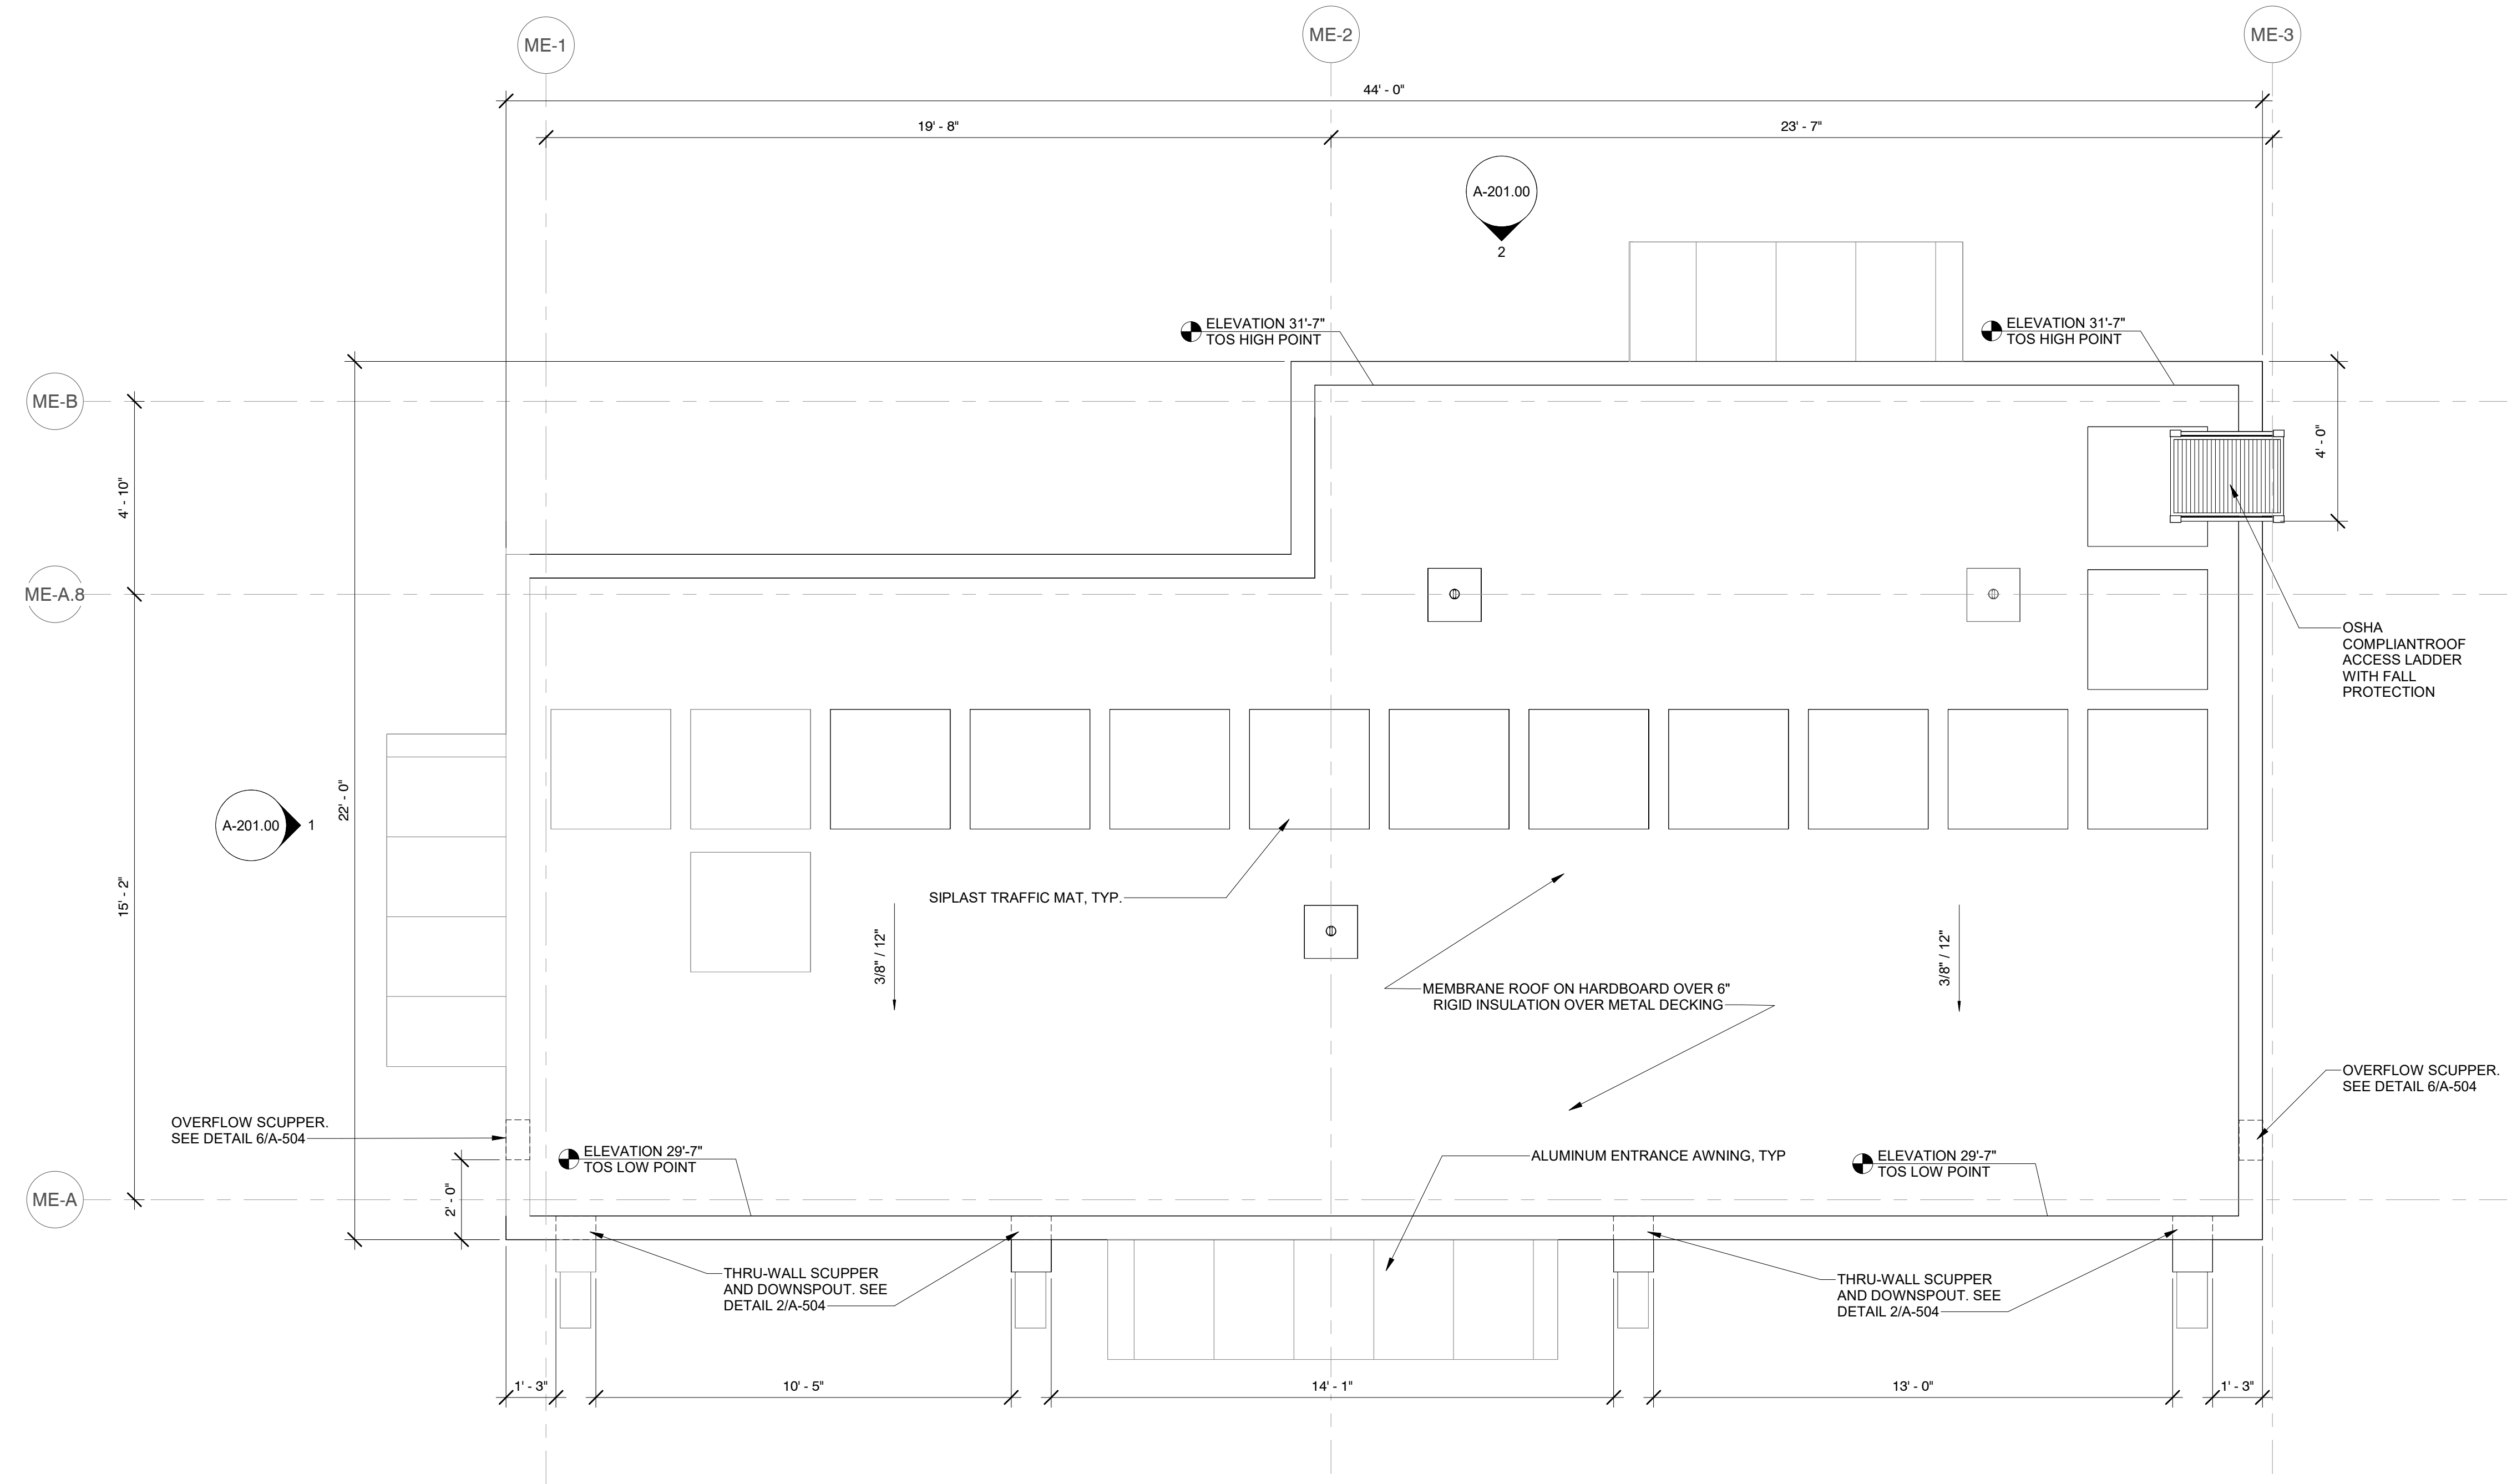 ME-1
ME-2
ME-3
44' - 0"
19' - 8"
23' - 7"
A-201.00
2
ELEVATION 31'-7"
TOS HIGH POINT
ELEVATION 31'-7"
TOS HIGH POINT
ME-B
4' - 10"
4' - 0"
ME-A.8
OSHA
COMPLIANTROOF
ACCESS LADDER
WITH FALL
PROTECTION
22' - 0"
A-201.00
1
15' - 2"
SIPLAST TRAFFIC MAT, TYP.
3/8" / 12"
3/8" / 12"
MEMBRANE ROOF ON HARDBOARD OVER 6"
RIGID INSULATION OVER METAL DECKING
OVERFLOW SCUPPER.
SEE DETAIL 6/A-504
OVERFLOW SCUPPER.
SEE DETAIL 6/A-504
ELEVATION 29'-7"
TOS LOW POINT
ALUMINUM ENTRANCE AWNING, TYP
ELEVATION 29'-7"
TOS LOW POINT
ME-A
2' - 0"
THRU-WALL SCUPPER
AND DOWNSPOUT. SEE
DETAIL 2/A-504
THRU-WALL SCUPPER
AND DOWNSPOUT. SEE
DETAIL 2/A-504
1' - 3"
10' - 5"
14' - 1"
13' - 0"
1' - 3"